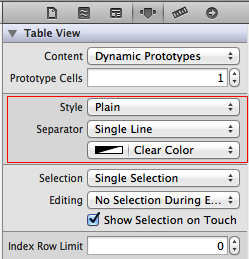 Table View
Content Dynamic Prototypes
Prototype Cells 1
Style Plain
Separator Single Line
Clear Color
Selection Single Selection
Editing No Selection During E...
Show Selection on Touch
Index Row Limit 0